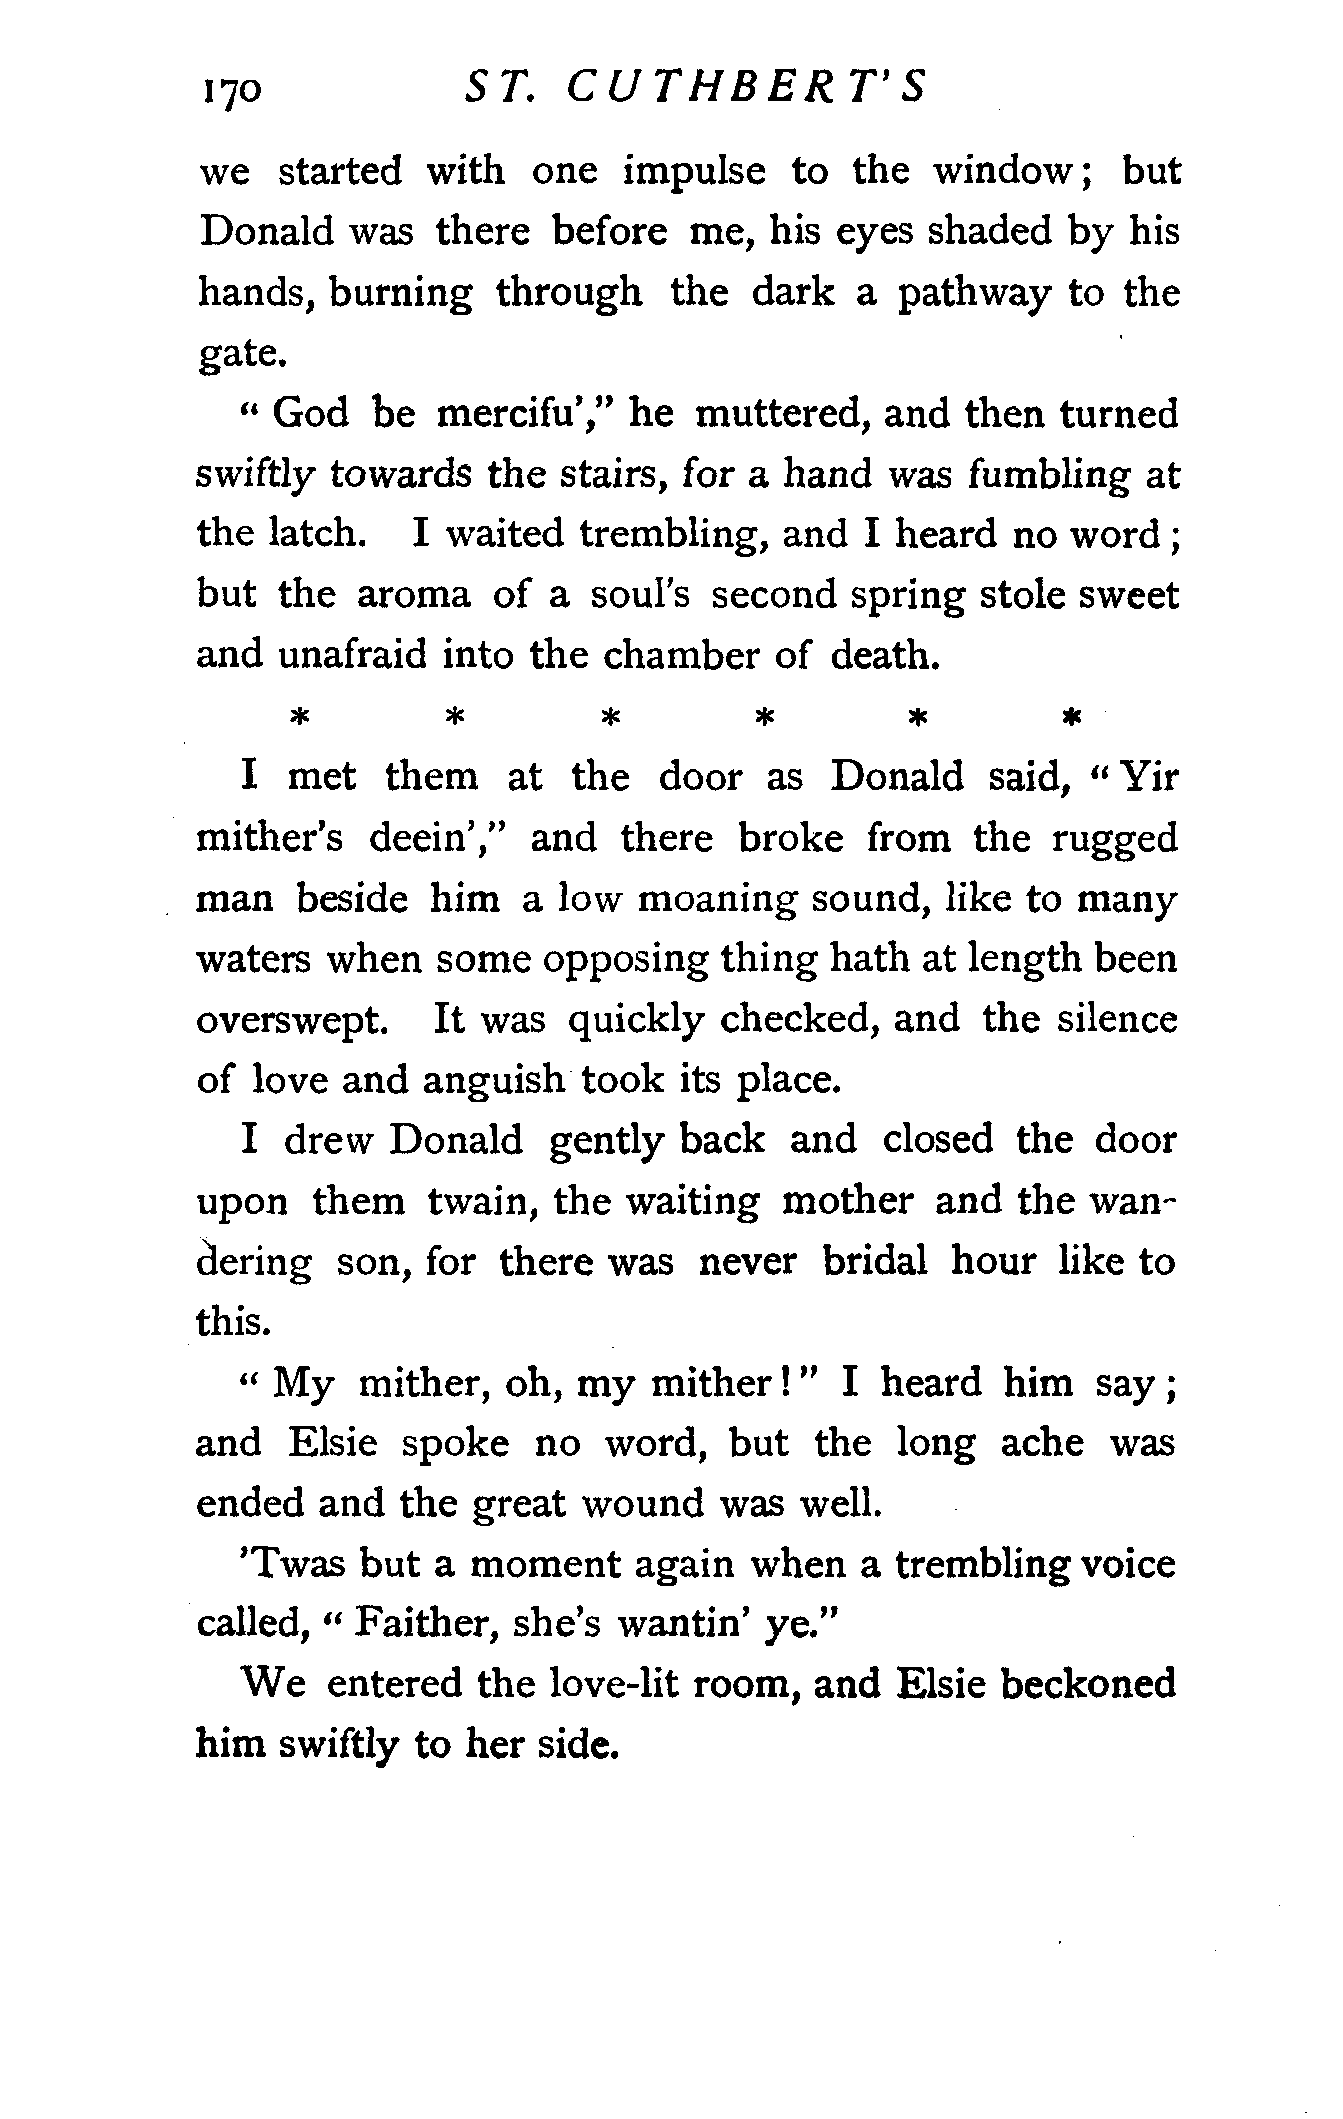 170 ST. CUTHBERT'S
we started with one impulse to the window; but
Donald was there before me, his eyes shaded by his
hands, burning through the dark a pathway to the
gate.
"God be mercifu'," he muttered, and then turned
swiftly towards the stairs, for a hand was fumbling at
the latch. I waited trembling, and I heard no word;
but the aroma of a soul's second spring stole sweet
and unafraid into the chamber of death.
* * * * * *
I met them at the door as Donald said, "Yir
mither's deein'," and there broke from the rugged
man beside him a low moaning sound, like to many
waters when some opposing thing hath at length been
overswept. It was quickly checked, and the silence
of love and anguish took its place.
I drew Donald gently back and closed the door
upon them twain, the waiting mother and the wan-
dering son, for there was never bridal hour like to
this.
"My mither, oh, my mither!" I heard him say;
and Elsie spoke no word, but the long ache was
ended and the great wound was well.
'Twas but a moment again when a trembling voice
called, "Faither, she's wantin' ye."
We entered the love-lit room, and Elsie beckoned
him swiftly to her side.